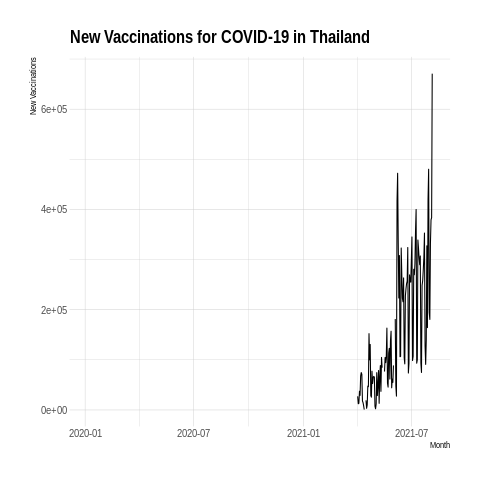 New Vaccinations for COVID-19 in Thailand
New Vaccinations
6e+05
4e+05
2e+05
0e+00
2020-01 2020-07 2021-01 2021-07
Month